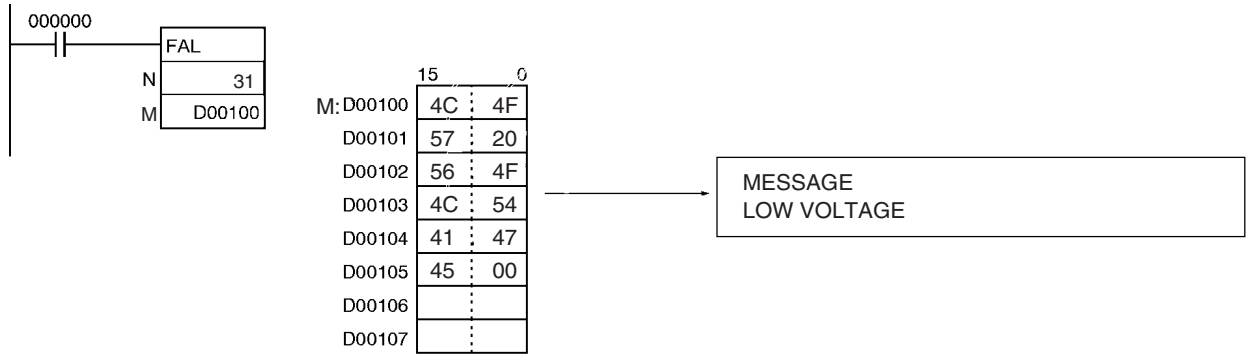 000000
FAL
N 31
M D00100
15 0
M: D00100 4C 4F
D00101 57 20
D00102 56 4F
D00103 4C 54
D00104 41 47
D00105 45 00
D00106
D00107
MESSAGE
LOW VOLTAGE